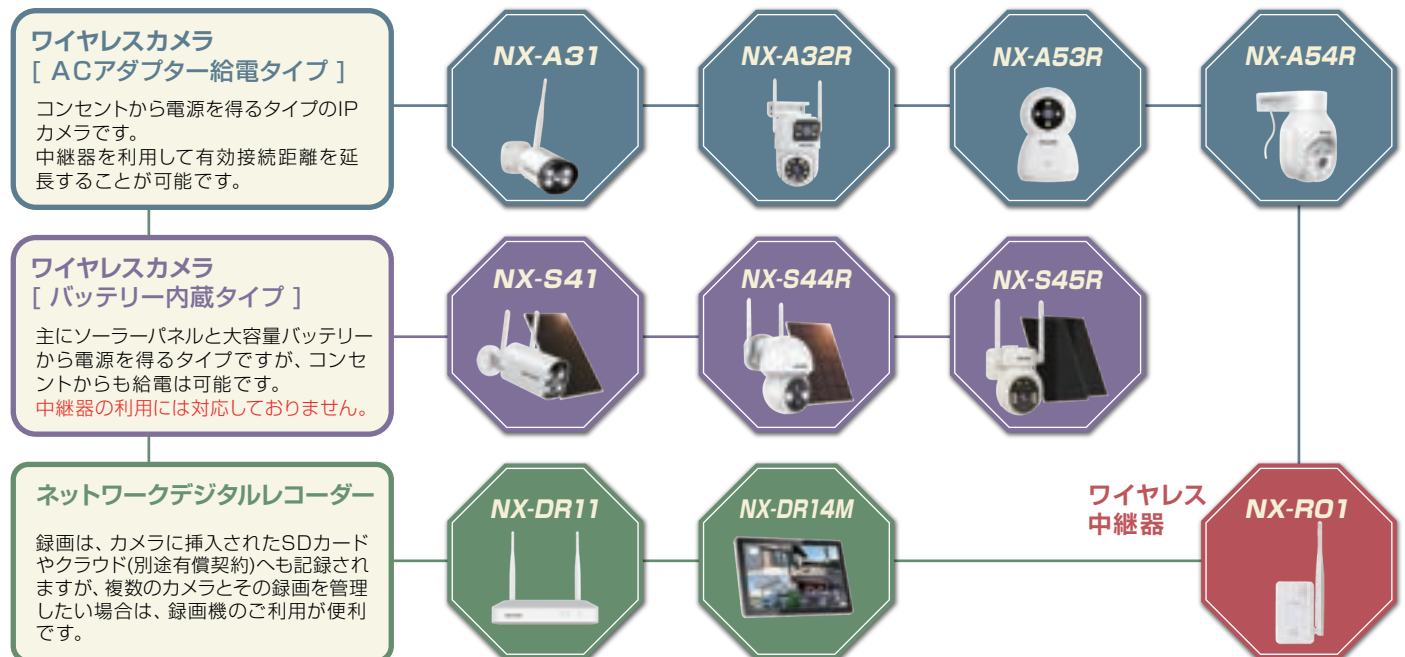 ワイヤレスカメラ
[ ACアダプター給電タイプ ]
コンセントから電源を得るタイプのIP
カメラです。
中継器を利用して有効接続距離を延
長することが可能です。
NX-A31
NX-A32R
NX-A53R
NX-A54R
ワイヤレスカメラ
[ バッテリー内蔵タイプ ]
主にソーラーパネルと大容量バッテリー
から電源を得るタイプですが、コンセ
ントからも給電は可能です。
中継器の利用には対応しておりません。
NX-S41
NX-S44R
NX-S45R
ネットワークデジタルレコーダー
録画は、カメラに挿入されたSDカード
やクラウド(別途有償契約)へも記録され
ますが、複数のカメラとその録画を管理
したい場合は、録画機のご利用が便利
です。
NX-DR11
NX-DR14M
ワイヤレス
中継器
NX-R01